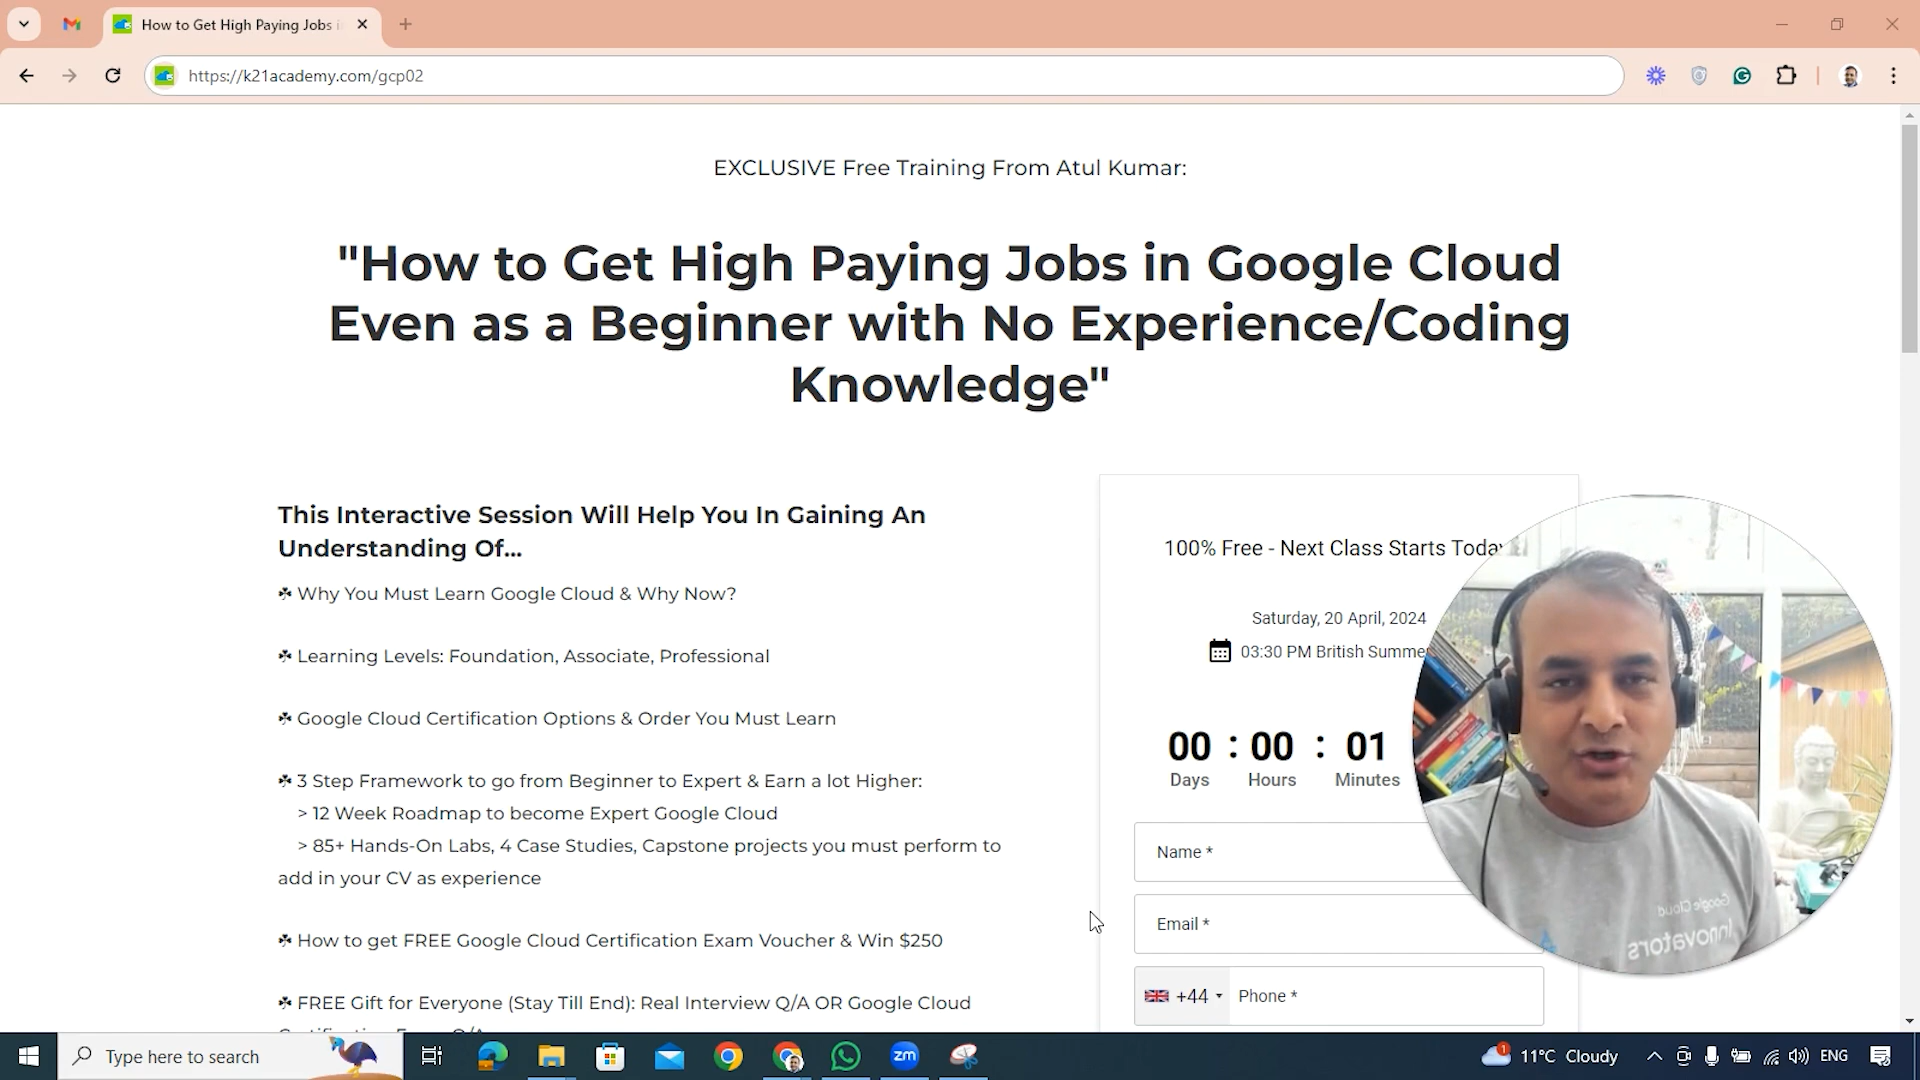 How to Get High Paying Jobs i
https://k21academy.com/gcp02
EXCLUSIVE Free Training From Atul Kumar:
"How to Get High Paying Jobs in Google Cloud
Even as a Beginner with No Experience/Coding
Knowledge"
This Interactive Session Will Help You In Gaining An
Understanding Of...
☘ Why You Must Learn Google Cloud & Why Now?
☘ Learning Levels: Foundation, Associate, Professional
☘ Google Cloud Certification Options & Order You Must Learn
☘ 3 Step Framework to go from Beginner to Expert & Earn a lot Higher:
> 12 Week Roadmap to become Expert Google Cloud
> 85+ Hands-On Labs, 4 Case Studies, Capstone projects you must perform to
add in your CV as experience
☘ How to get FREE Google Cloud Certification Exam Voucher & Win $250
☘ FREE Gift for Everyone (Stay Till End): Real Interview Q/A OR Google Cloud
100% Free - Next Class Starts Today
Saturday, 20 April, 2024
03:30 PM British Summer
00 : 00 : 01
Days Hours Minutes
Name *
Email *
+44 Phone *
Google Cloud
Innovators
Type here to search
zm
1
11°C Cloudy
ENG